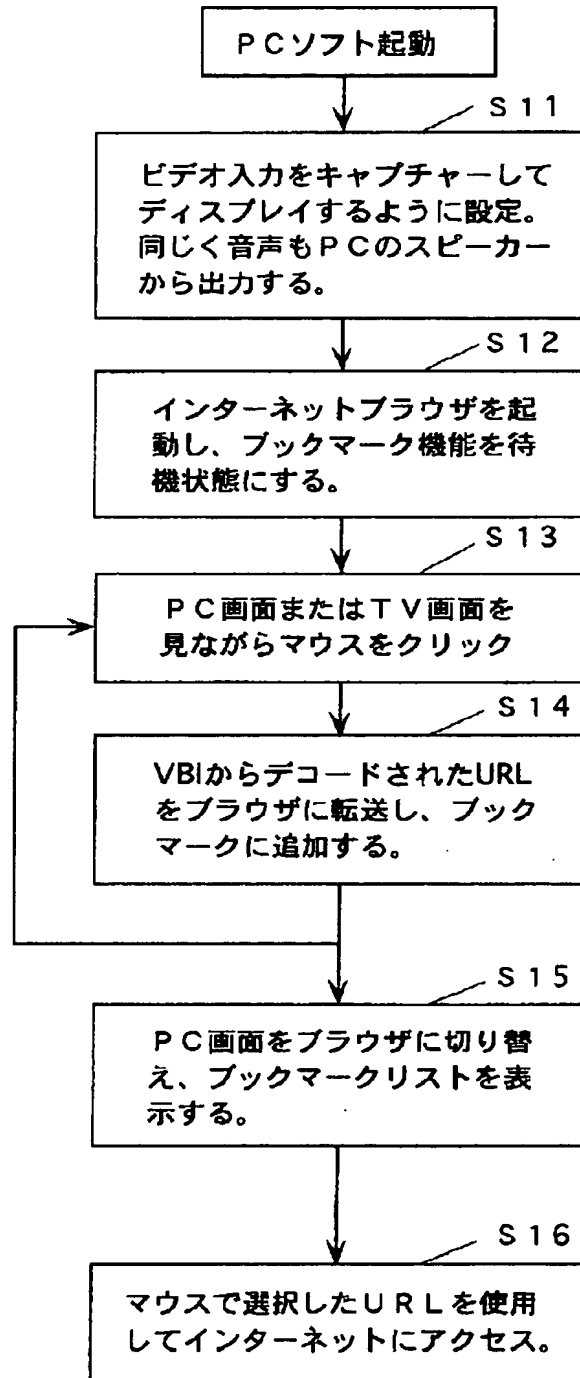 ＰＣソフト起動
Ｓ１１
ビデオ入力をキャプチャーして
ディスプレイするように設定。
同じく音声もＰＣのスピーカー
から出力する。
Ｓ１２
インターネットブラウザを起
動し、ブックマーク機能を待
機状態にする。
Ｓ１３
ＰＣ画面またはＴＶ画面を
見ながらマウスをクリック
Ｓ１４
VBIからデコードされたURL
をブラウザに転送し、ブック
マークに追加する。
Ｓ１５
ＰＣ画面をブラウザに切り替
え、ブックマークリストを表
示する。
Ｓ１６
マウスで選択したＵＲＬを使用
してインターネットにアクセス。